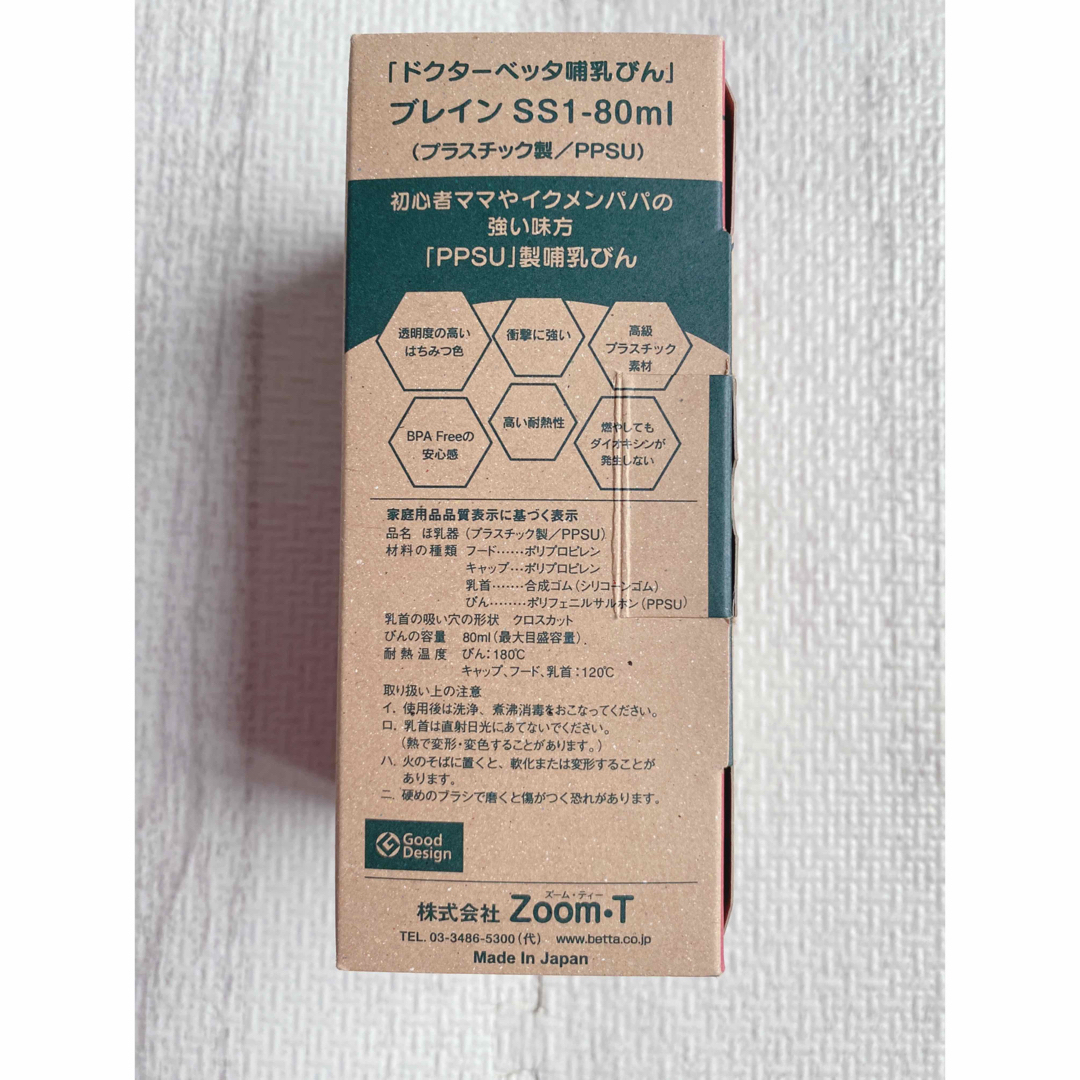 「ドクターベッタ哺乳びん」
ブレイン SS1-80ml
(プラスチック製／PPSU)
初心者ママやイクメンパパの
強い味方
「PPSU」製哺乳びん
透明度の高い
はちみつ色
衝撃に強い
高級
プラスチック
素材
BPA Freeの
安心感
高い耐熱性
燃やしても
ダイオキシンが
発生しない
家庭用品品質表示に基づく表示
品名 ほ乳器 (プラスチック製／PPSU)
材料の種類 フード……ポリプロピレン
キャップ…ポリプロピレン
乳首……合成ゴム(シリコーンゴム)
びん……ポリフェニルサルホン(PPSU)
乳首の吸い穴の形状 クロスカット
びんの容量 80ml(最大目盛容量)
耐熱温度 びん:180℃
キャップ、フード、乳首:120℃
取り扱い上の注意
イ. 使用後は洗浄、煮沸消毒をおこなってください。
ロ. 乳首は直射日光にあてないでください。
(熱で変形・変色することがあります。)
ハ. 火のそばに置くと、軟化または変形することが
あります。
ニ. 硬めのブラシで磨くと傷がつく恐れがあります。
Good
Design
ズーム・ティー
株式会社 Zoom・T
TEL. 03-3486-5300(代) www.betta.co.jp
Made In Japan